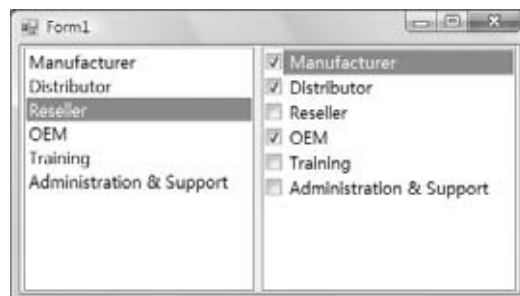 Form1
Manufacturer
Distributor
Reseller
OEM
Training
Administration & Support
Manufacturer
Distributor
Reseller
OEM
Training
Administration & Support